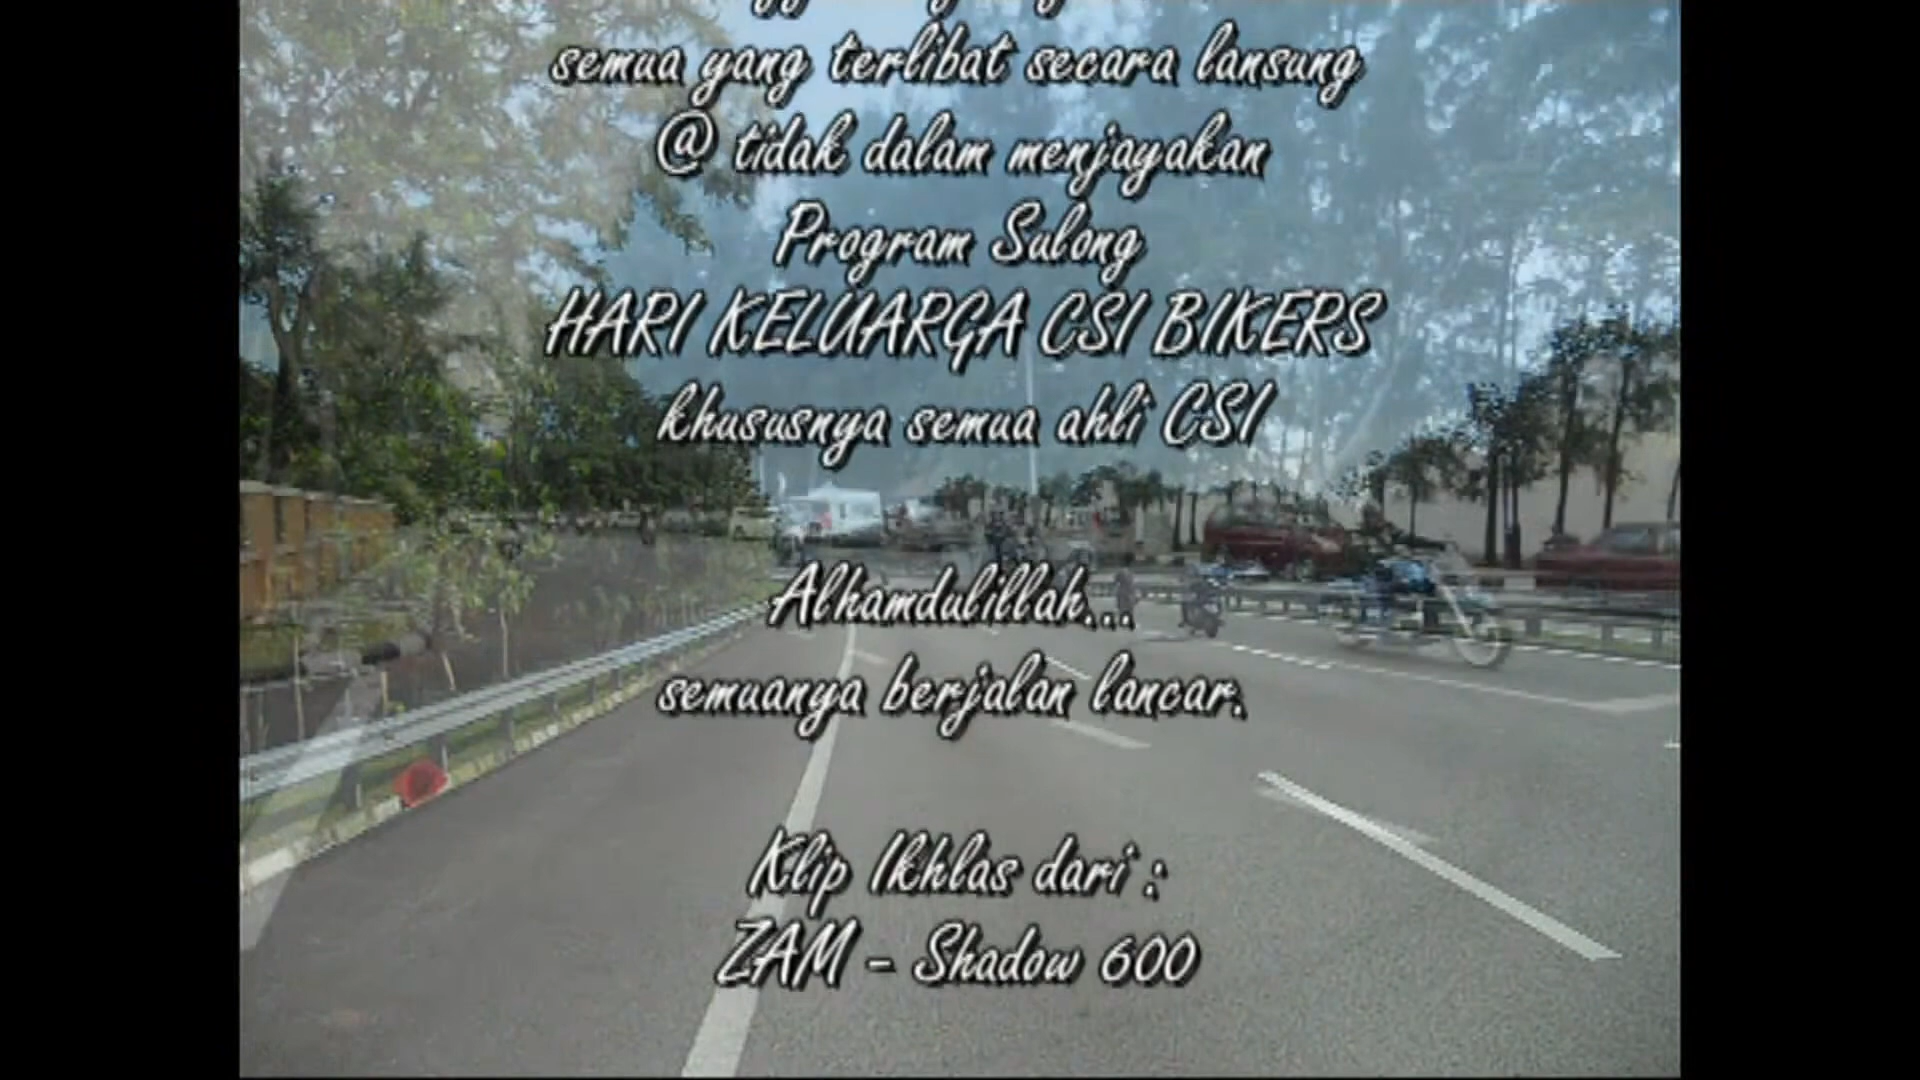 semua yang terlibat secara lansung
@ tidak dalam menjayakan
Program Sulong
HARI KELUARGA CSI BIKERS
khususnya semua ahli CSI
Alhamdulillah...
semuanya berjalan lancar.
Klip Ikhlas dari :
ZAM - Shadow 600